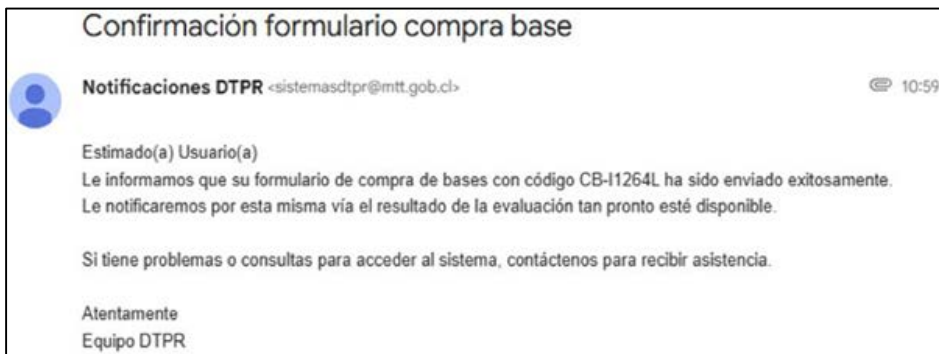 Confirmación formulario compra base
Notificaciones DTPR <sistemasdtpr@mtt.gob.cl>
10:59
Estimado(a) Usuario(a)
Le informamos que su formulario de compra de bases con código CB-I1264L ha sido enviado exitosamente.
Le notificaremos por esta misma vía el resultado de la evaluación tan pronto esté disponible.
Si tiene problemas o consultas para acceder al sistema, contáctenos para recibir asistencia.
Atentamente
Equipo DTPR